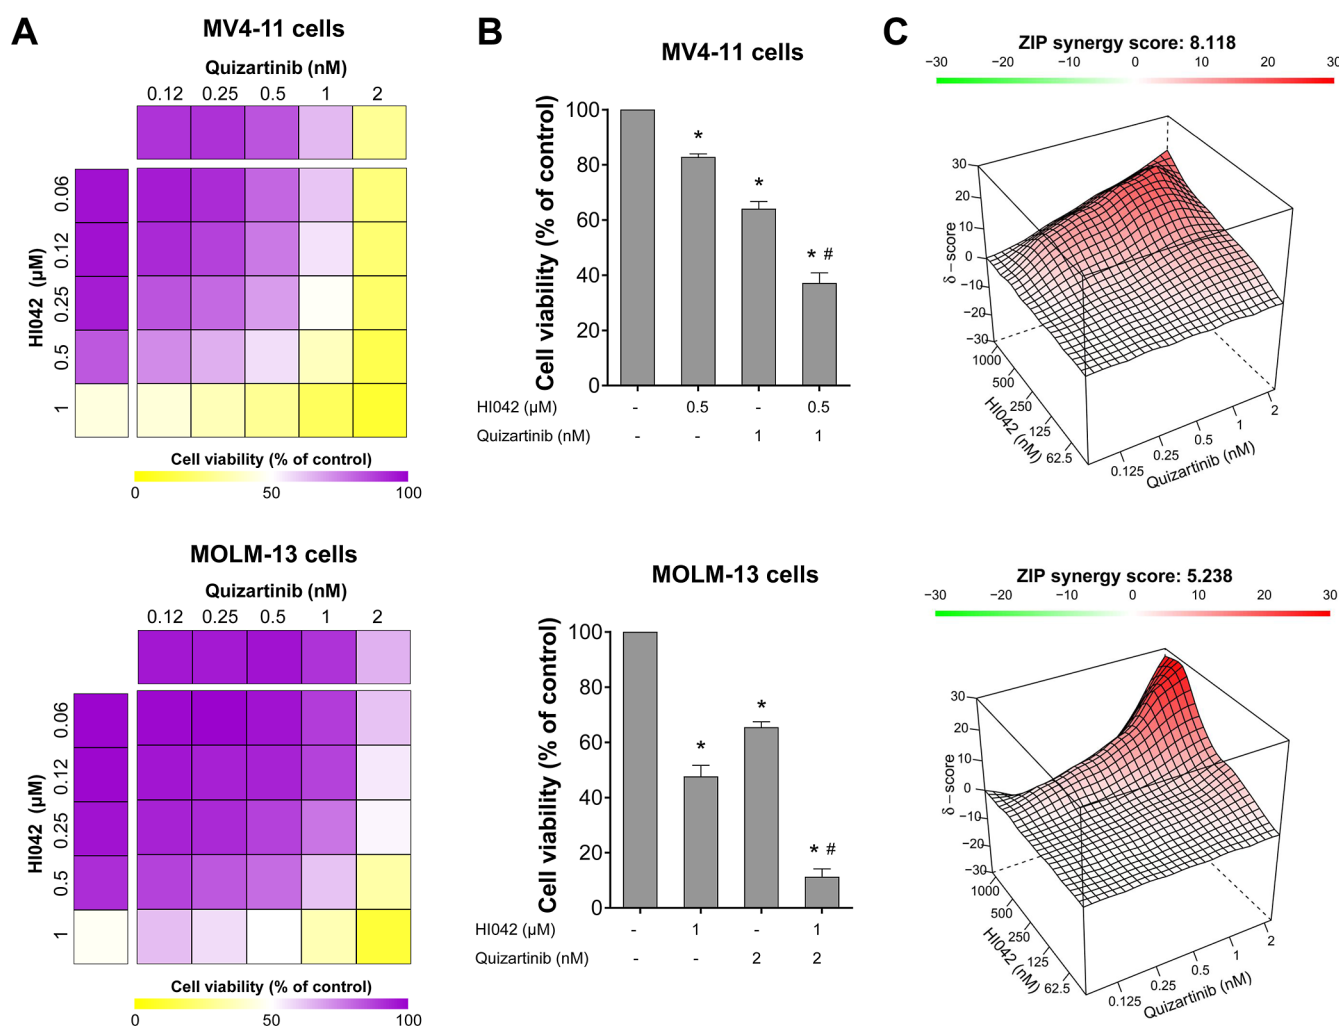 A
MV4-11 cells
Quizartinib (nM)
0.12 0.25 0.5 1 2
HI042 (µM)
0.06
0.12
0.25
0.5
1
Cell viability (% of control)
0 50 100
B
MV4-11 cells
Cell viability (% of control)
100
80
60
40
20
0
*
*
* #
HI042 (µM) - 0.5 - 0.5
Quizartinib (nM) - - 1 1
C
ZIP synergy score: 8.118
−30 −20 −10 0 10 20 30
δ – score
30
20
10
0
−10
−20
−30
1000
500
250
125
62.5
HI042 (nM)
0.125
0.25
0.5
1
2
Quizartinib (nM)
MOLM-13 cells
Quizartinib (nM)
0.12 0.25 0.5 1 2
HI042 (µM)
0.06
0.12
0.25
0.5
1
Cell viability (% of control)
0 50 100
MOLM-13 cells
Cell viability (% of control)
100
80
60
40
20
0
*
*
* #
HI042 (µM) - 1 - 1
Quizartinib (nM) - - 2 2
ZIP synergy score: 5.238
−30 −20 −10 0 10 20 30
δ – score
30
20
10
0
−10
−20
−30
1000
500
250
125
62.5
HI042 (nM)
0.125
0.25
0.5
1
2
Quizartinib (nM)